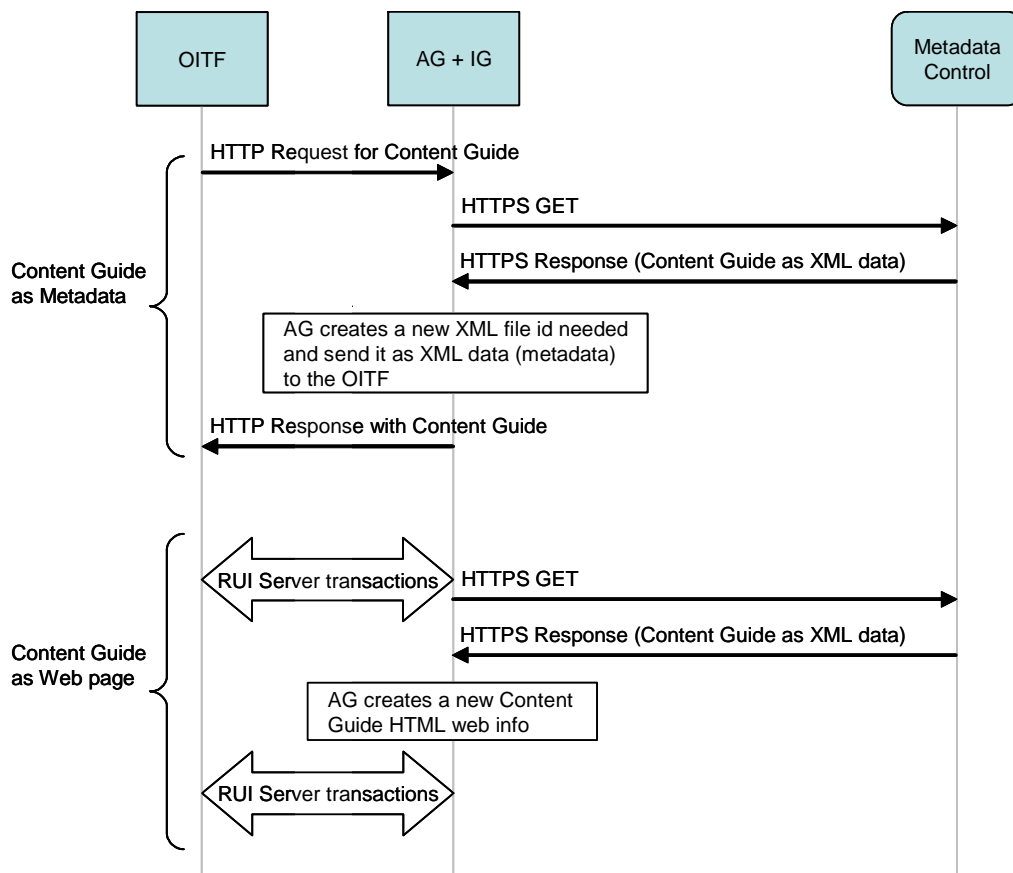 OITF
AG + IG
Metadata
Control
HTTP Request for Content Guide
HTTPS GET
HTTPS Response (Content Guide as XML data)
Content Guide
as Metadata
AG creates a new XML file id needed
and send it as XML data (metadata)
to the OITF
HTTP Response with Content Guide
RUI Server transactions
HTTPS GET
HTTPS Response (Content Guide as XML data)
Content Guide
as Web page
AG creates a new Content
Guide HTML web info
RUI Server transactions